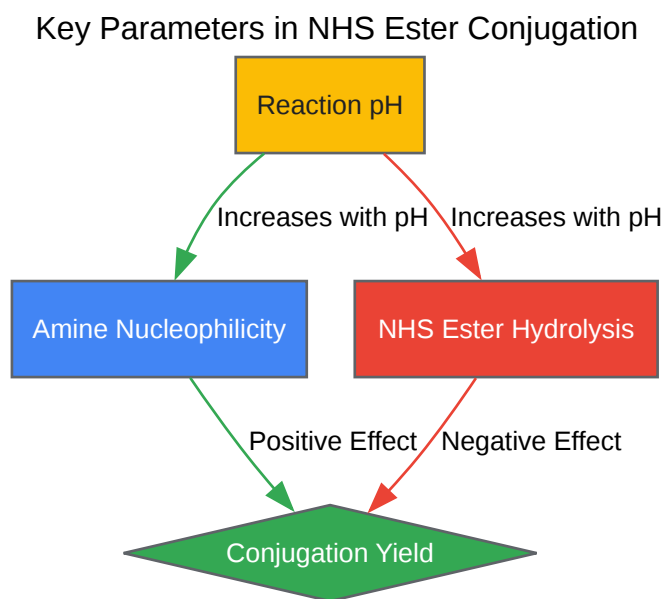 Key Parameters in NHS Ester Conjugation
Reaction pH
Increases with pH
Increases with pH
Amine Nucleophilicity
NHS Ester Hydrolysis
Positive Effect
Negative Effect
Conjugation Yield